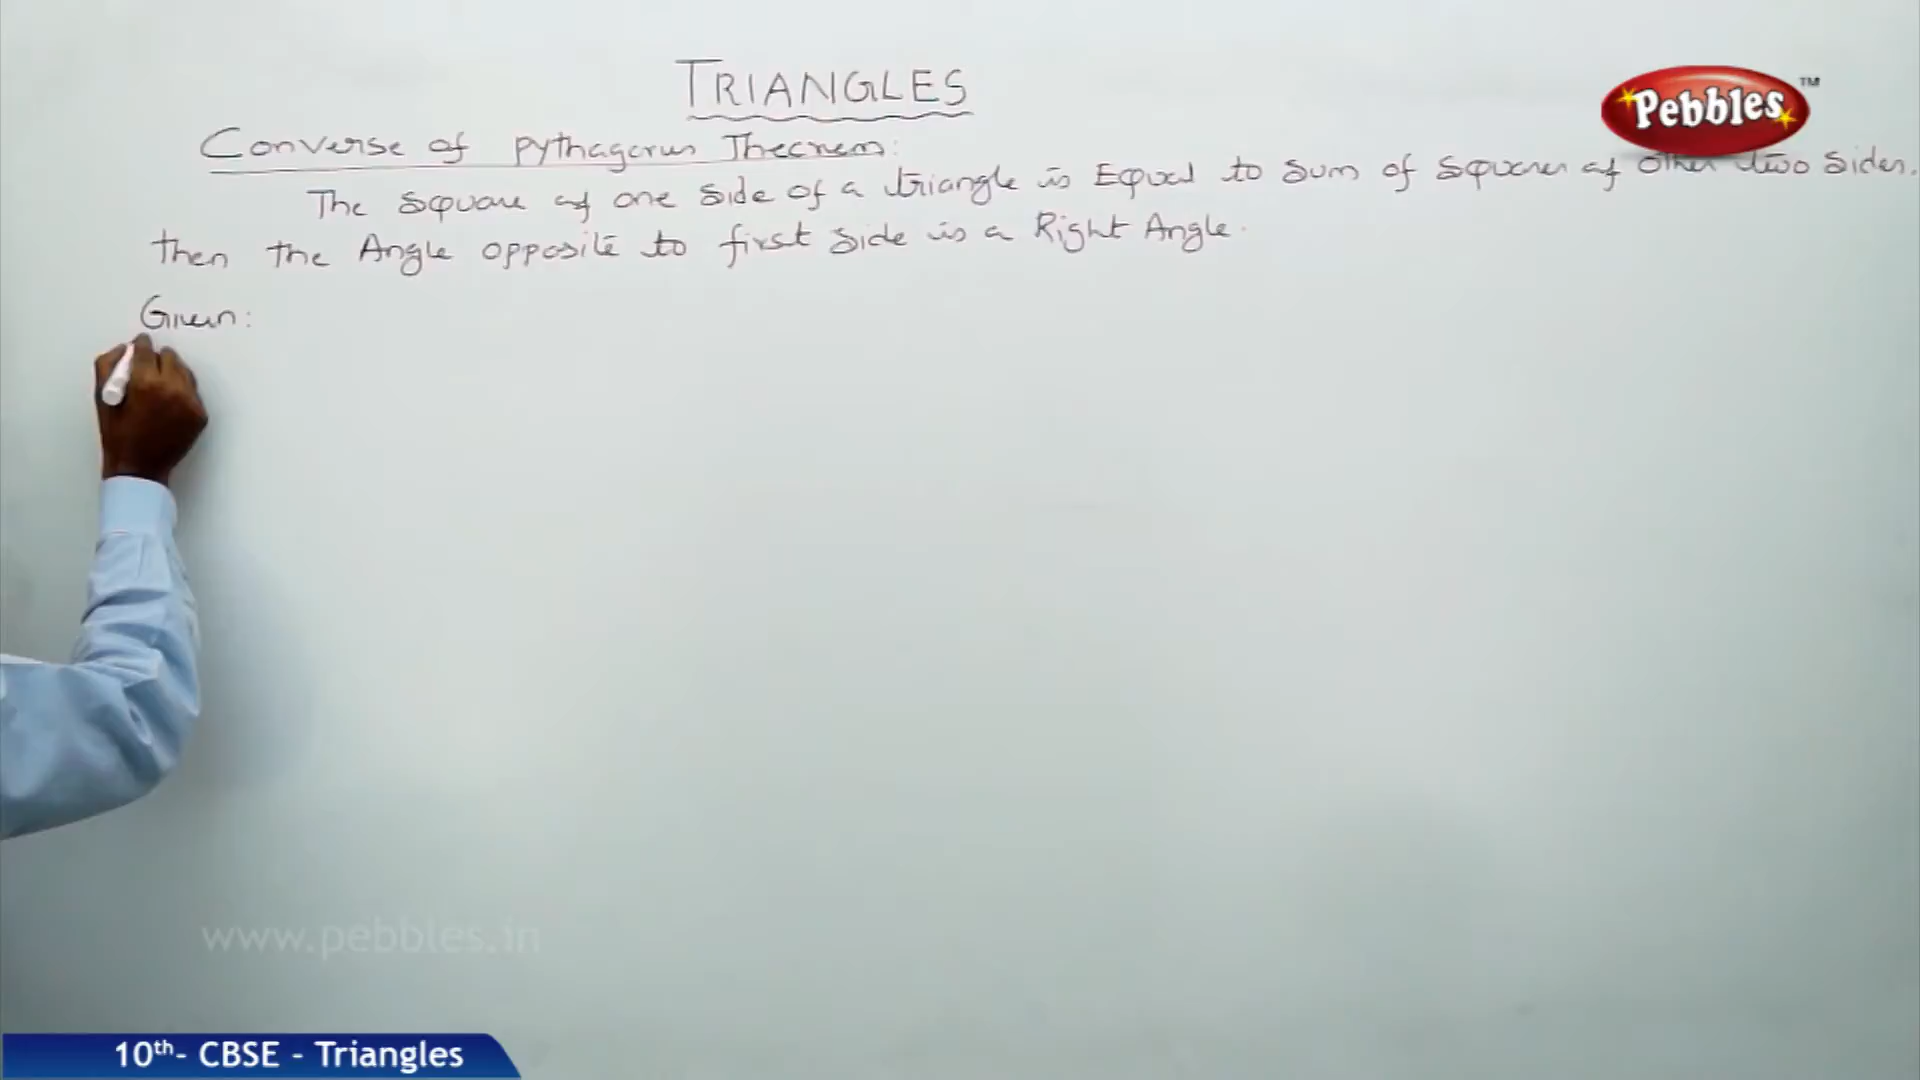 TRIANGLES
Pebbles™
Converse of pythagorus Theorem:
The square of one side of a triangle is Equal to sum of squares of other two sides.
then the Angle opposite to first side is a Right Angle.
Given:
www.pebbles.in
10th- CBSE - Triangles